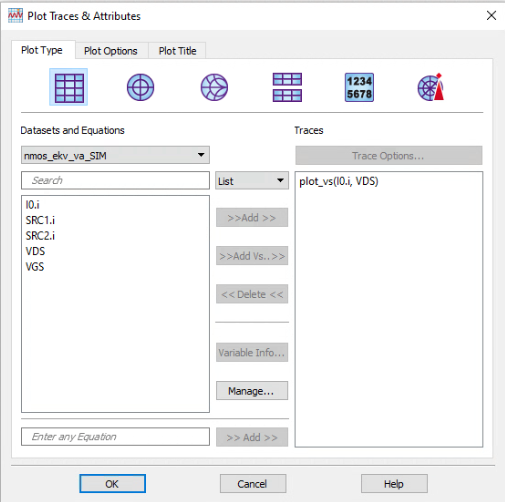 Plot Traces & Attributes
Plot Type
Plot Options
Plot Title
1234
5678
Datasets and Equations
Traces
nmos_ekv_va_SIM
Trace Options...
Search
List
plot_vs(I0.i, VDS)
I0.i
SRC1.i
SRC2.i
VDS
VGS
>>Add >>
>>Add Vs..>>
<< Delete <<
Variable Info...
Manage...
Enter any Equation
>> Add >>
OK
Cancel
Help